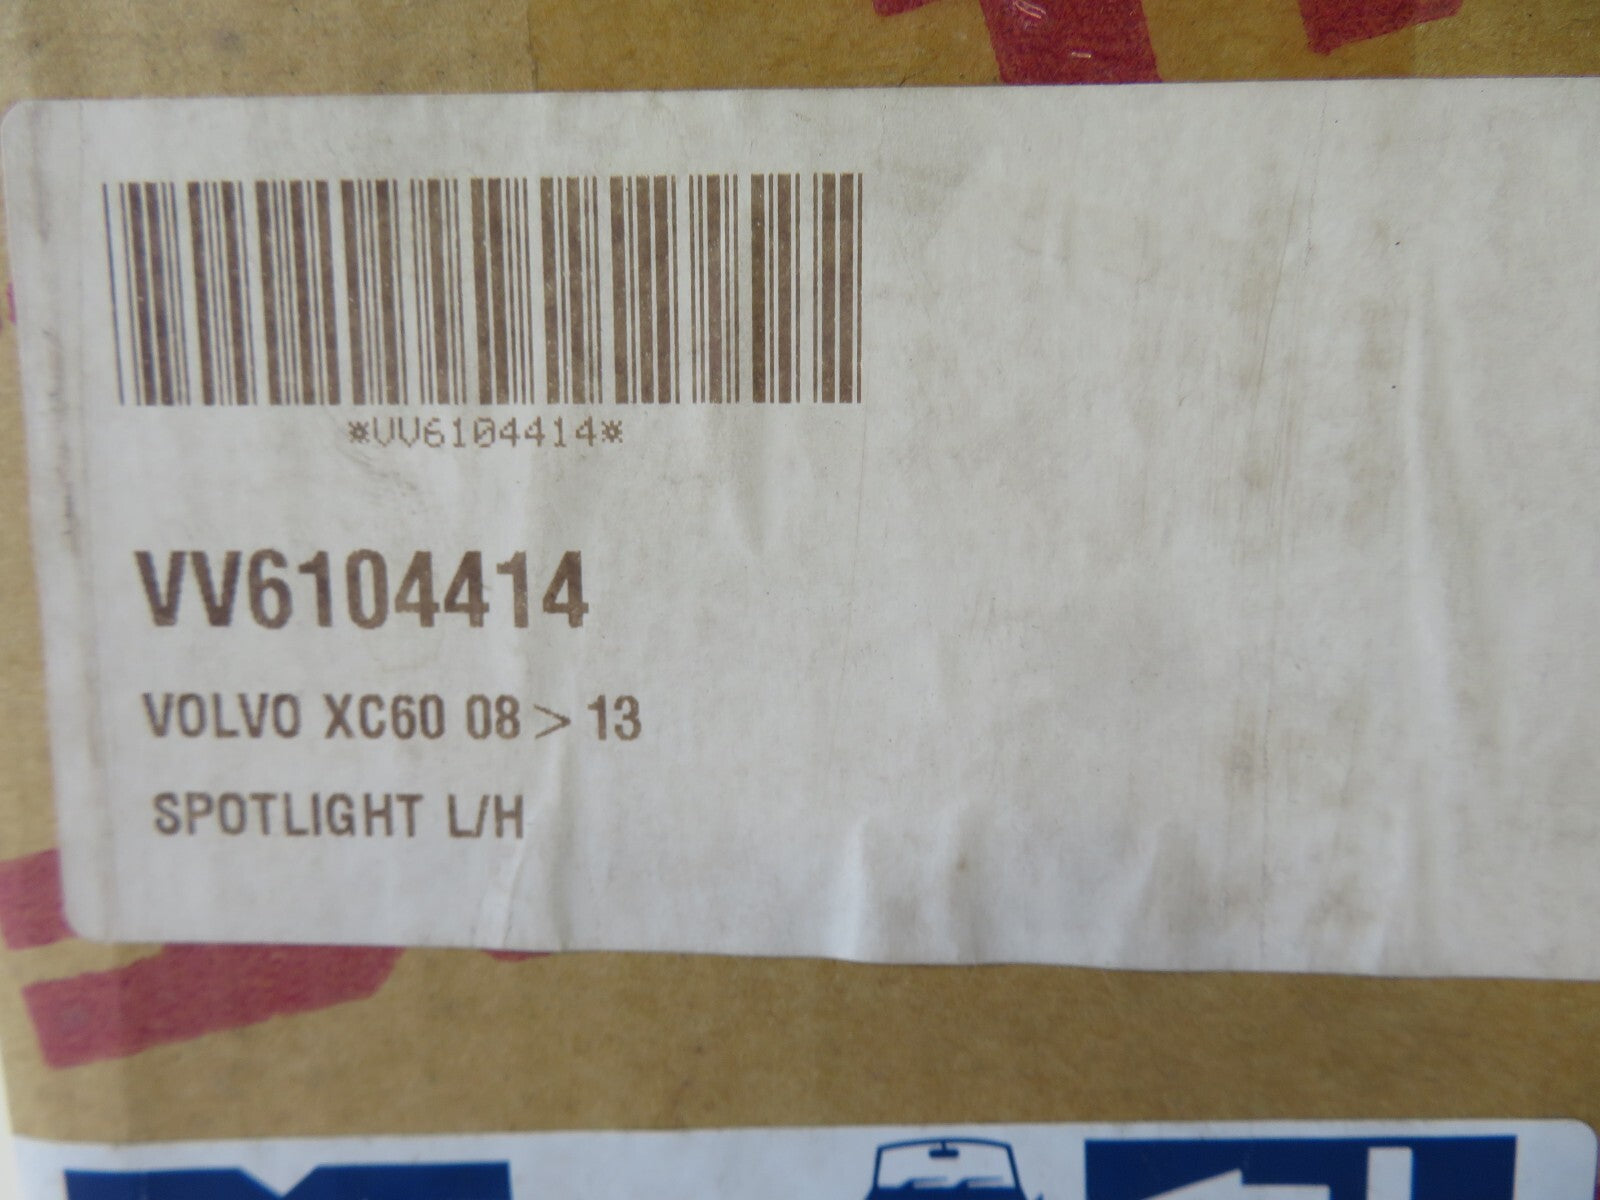 *VV6104414*
VV6104414
VOLVO XC60 08 > 13
SPOTLIGHT L/H